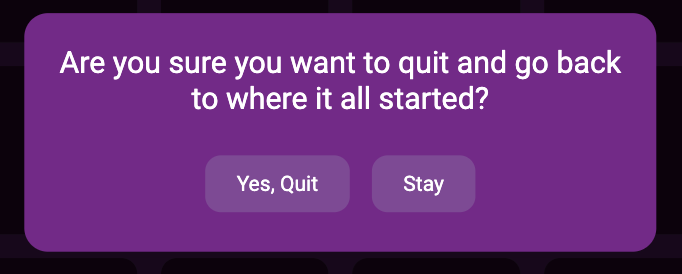 Are you sure you want to quit and go back
to where it all started?
Yes, Quit
Stay